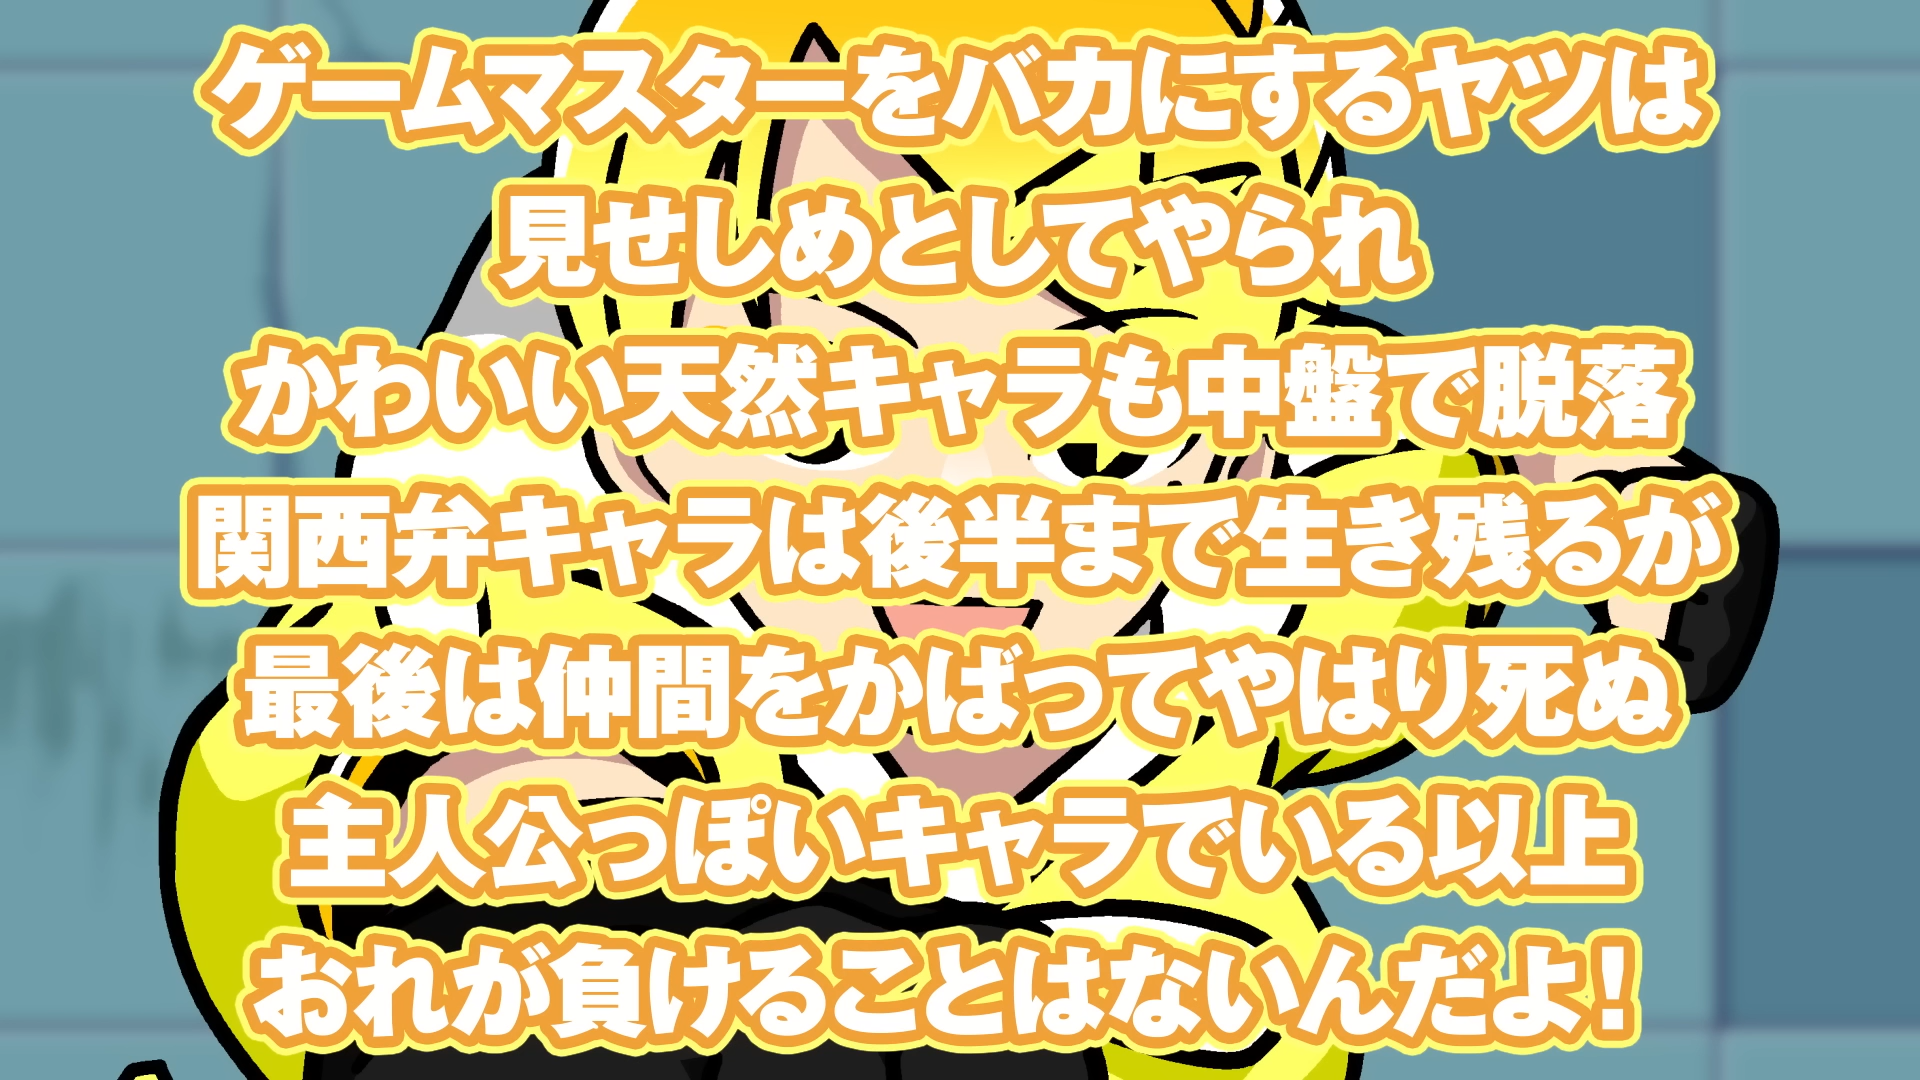 ゲームマスターをバカにするヤツは
見せしめとしてやられ
かわいい天然キャラも中盤で脱落
関西弁キャラは後半まで生き残るが
最後は仲間をかばってやはり死ぬ
主人公っぽいキャラでいる以上
おれが負けることはないんだよ!